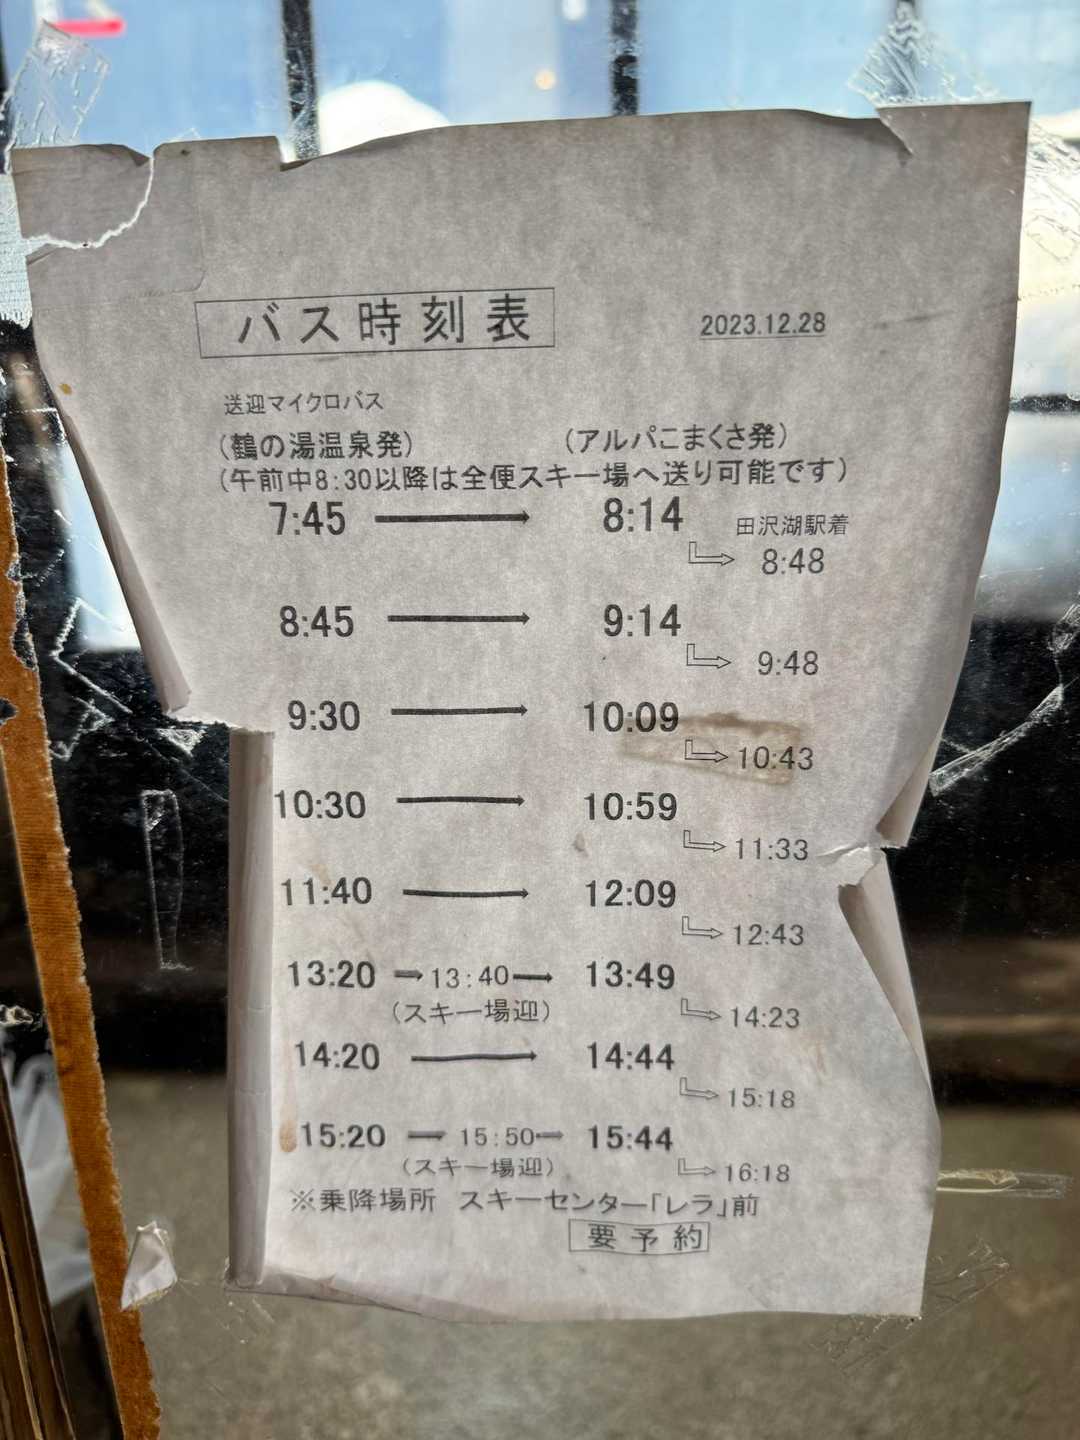 バス時刻表
2023.12.28
送迎マイクロバス
(鶴の湯温泉発) (アルパこまくさ発)
(午前中8:30以降は全便スキー場へ送り可能です)
7:45 → 8:14 田沢湖駅着
8:48
8:45 → 9:14
9:48
9:30 → 10:09
10:43
10:30 → 10:59
11:33
11:40 → 12:09
12:43
13:20 → 13:40 → 13:49
(スキー場迎) 14:23
14:20 → 14:44
15:18
15:20 → 15:50 → 15:44
(スキー場迎) 16:18
※乗降場所 スキーセンター「レラ」前
要予約